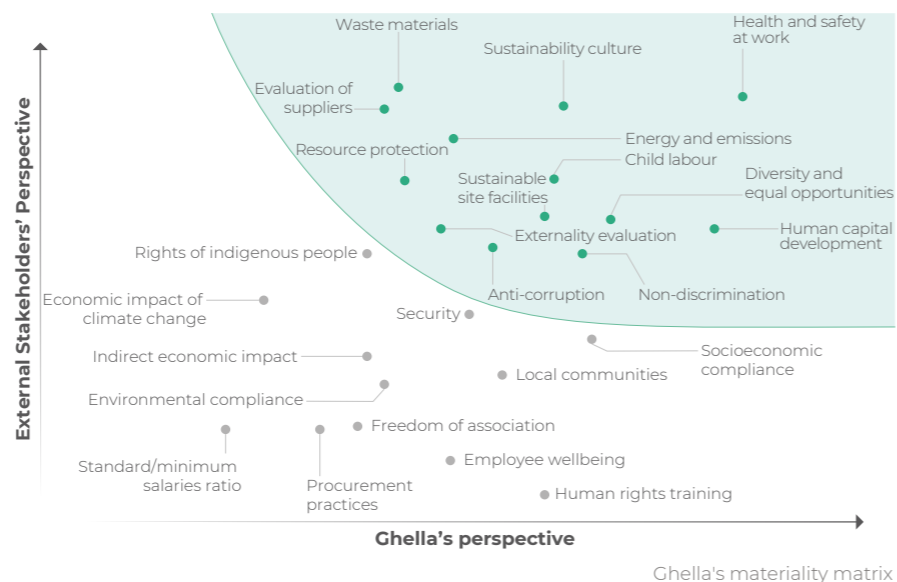 Waste materials
Health and safety
at work
Sustainability culture
Evaluation of
suppliers
Energy and emissions
Resource protection
Child labour
Sustainable
site facilities
Diversity and
equal opportunities
Externality evaluation
Human capital
development
Rights of indigenous people
Anti-corruption
Non-discrimination
Economic impact of
climate change
Security
Socioeconomic
compliance
Indirect economic impact
Local communities
Environmental compliance
Freedom of association
Standard/minimum
salaries ratio
Employee wellbeing
Procurement
practices
Human rights training
External Stakeholders' Perspective
Ghella’s perspective
Ghella's materiality matrix